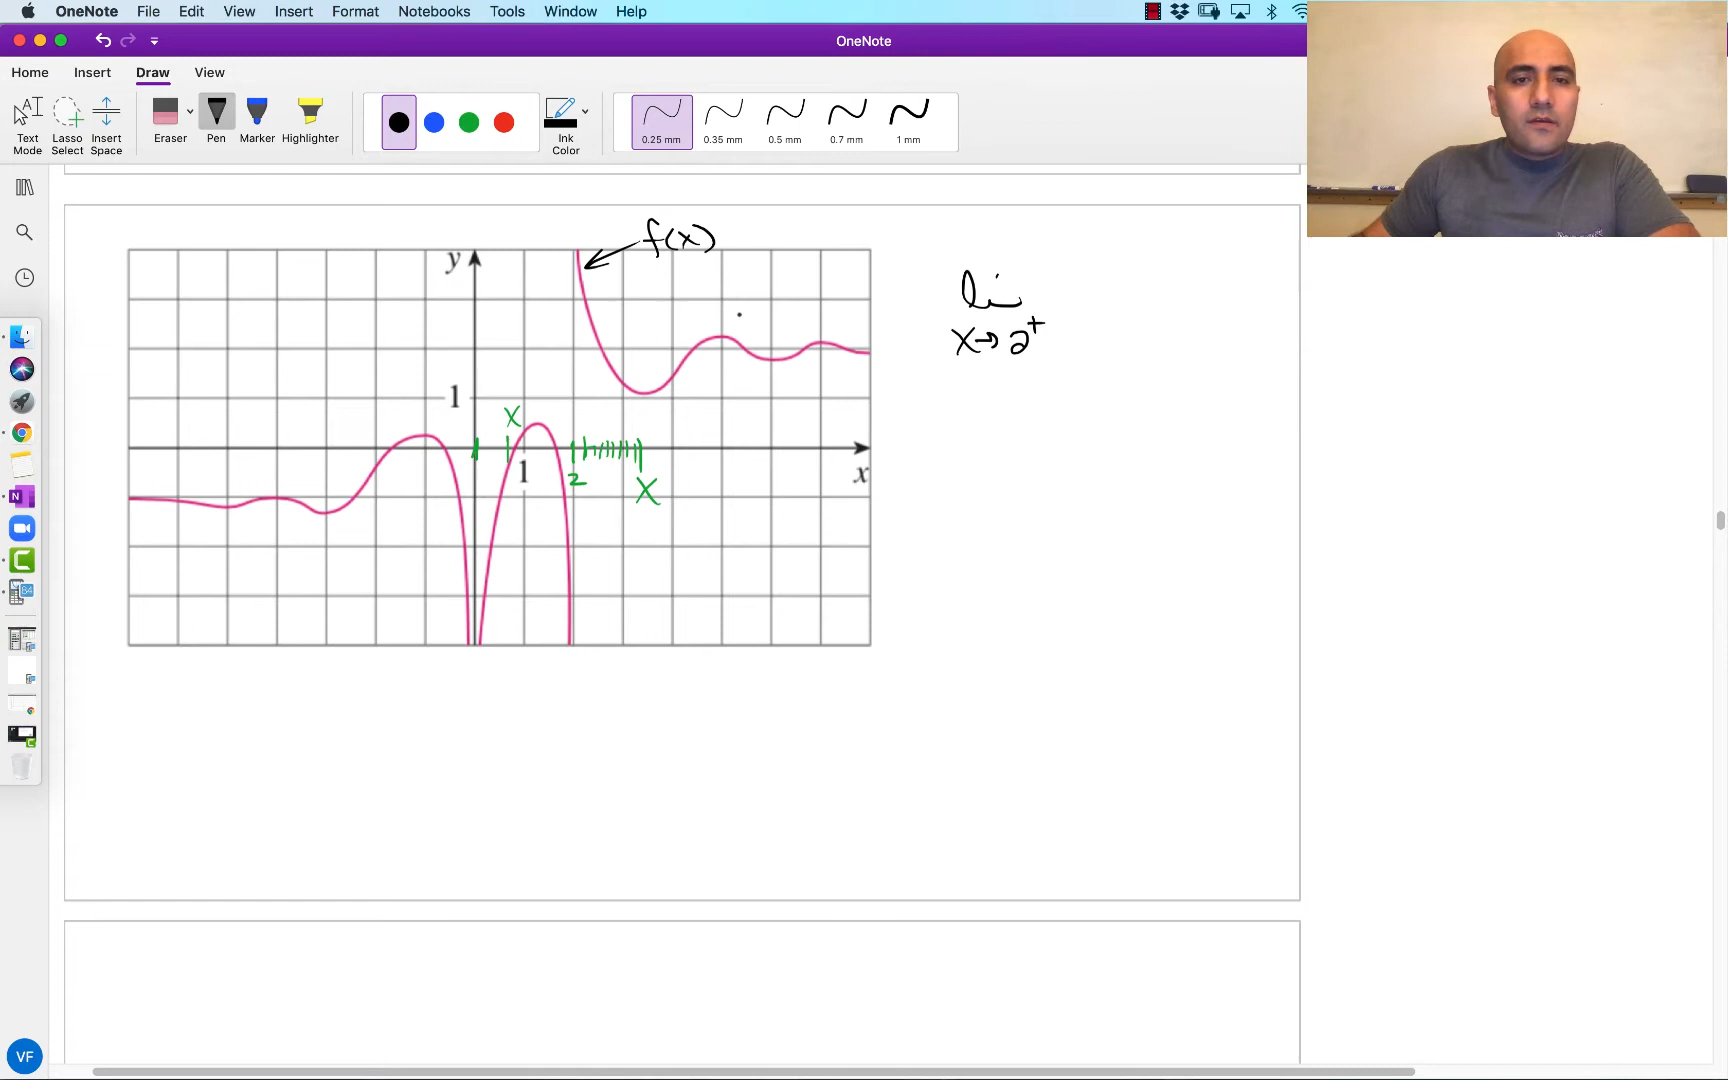 OneNote File Edit View Insert Format Notebooks Tools Window Help
OneNote
Home Insert Draw View
Text Mode
Lasso Select
Insert Space
Eraser
Pen
Marker
Highlighter
Ink Color
0.25 mm
0.35 mm
0.5 mm
0.7 mm
1 mm
f(x)
y
lim
x→2+
1
x
1
2
x
x
VF